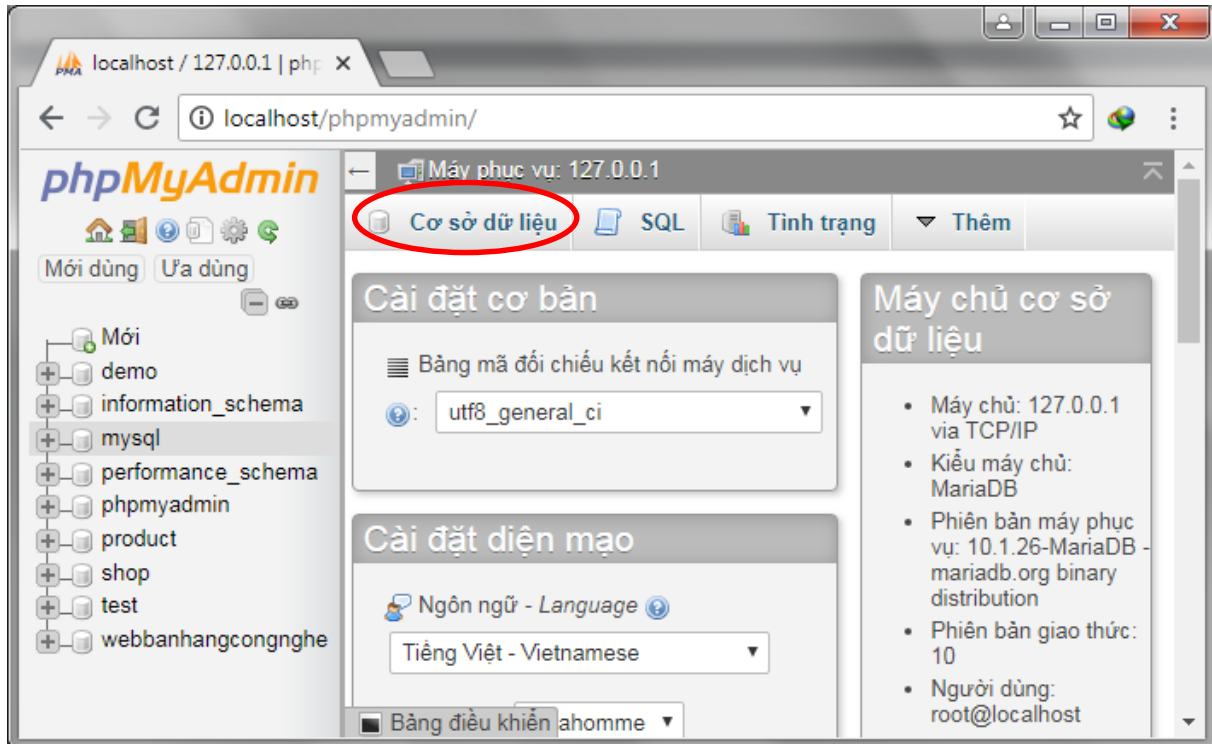 localhost / 127.0.0.1 | php
localhost/phpmyadmin/
phpMyAdmin
Mới dùng Ưa dùng
Mới
demo
information_schema
mysql
performance_schema
phpmyadmin
product
shop
test
webbanhangcongnghe
Máy phục vụ: 127.0.0.1
Cơ sở dữ liệu SQL Tình trạng Thêm
Cài đặt cơ bản
Bảng mã đối chiếu kết nối máy dịch vụ
: utf8_general_ci
Cài đặt diện mạo
Ngôn ngữ - Language
Tiếng Việt - Vietnamese
Bảng điều khiển ahomme
Máy chủ cơ sở
dữ liệu
• Máy chủ: 127.0.0.1
via TCP/IP
• Kiểu máy chủ:
MariaDB
• Phiên bản máy phục
vụ: 10.1.26-MariaDB -
mariadb.org binary
distribution
• Phiên bản giao thức:
10
• Người dùng:
root@localhost